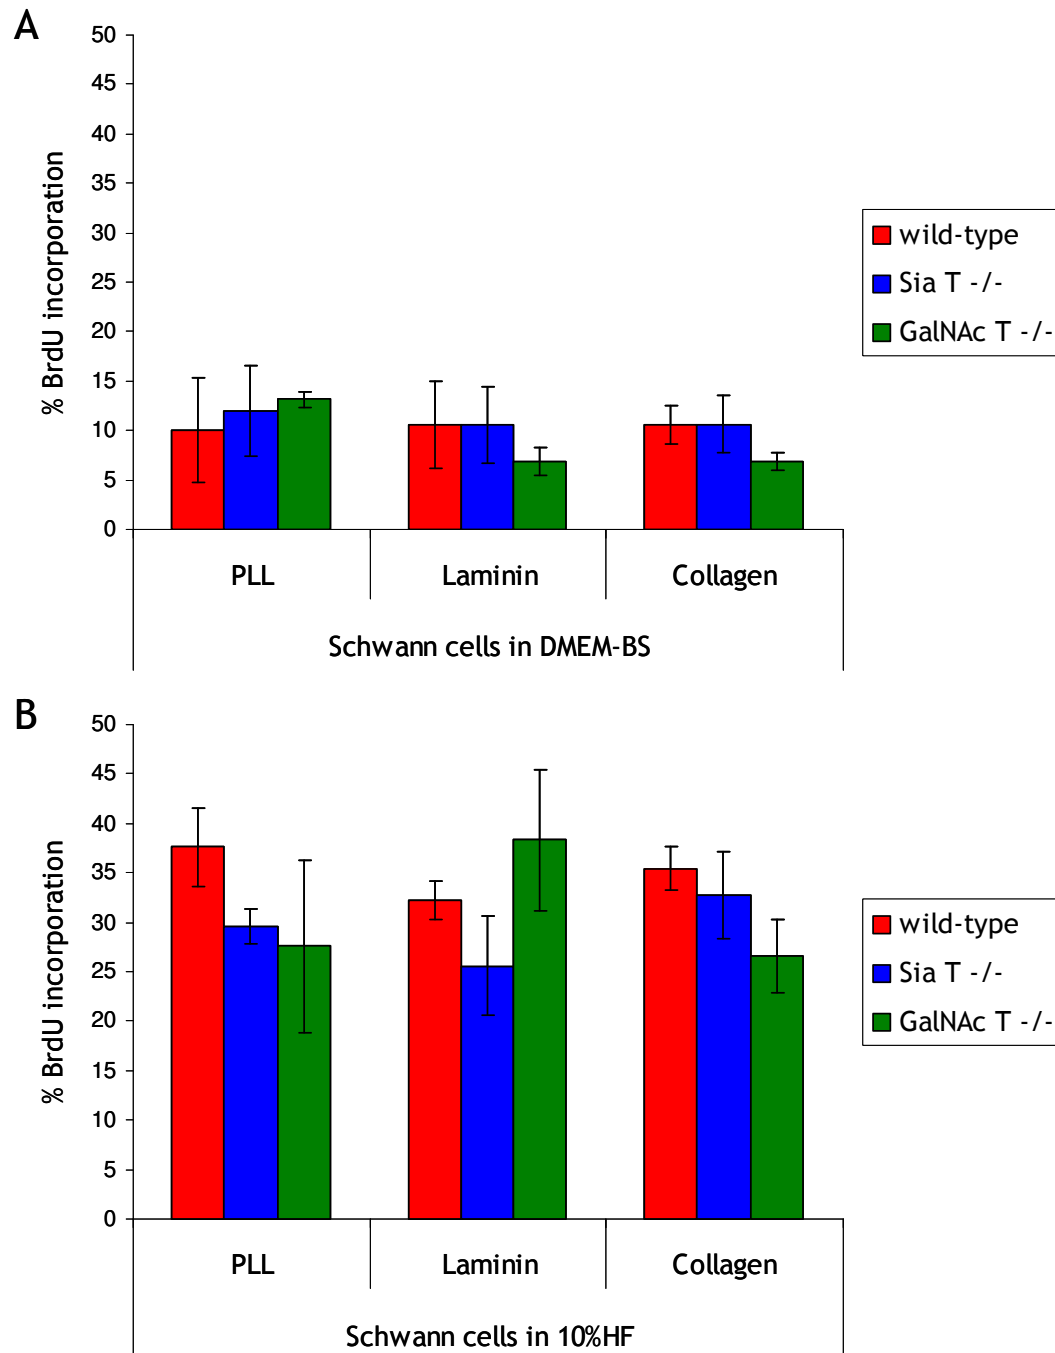 A
50
45
40
35
30
25
20
15
10
5
0
% BrdU incorporation
wild-type
Sia T -/-
GalNAc T -/-
PLL Laminin Collagen
Schwann cells in DMEM-BS
B
50
45
40
35
30
25
20
15
10
5
0
% BrdU incorporation
wild-type
Sia T -/-
GalNAc T -/-
PLL Laminin Collagen
Schwann cells in 10%HF